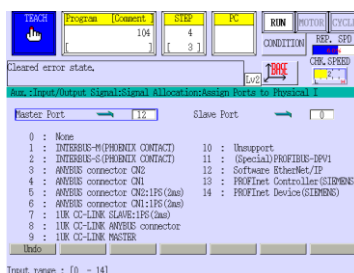 TEACH Program [Comment ] STEP PC RUN MOTOR CYCL
104 4 CONDITION REP. SPD
[ ] [ 3 ]
Cleared error state. Lv2 BASE CHK.SPEED
2
Aux.:Input/Output Signal:Signal Allocation:Assign Ports to Physical I
Master Port 12 Slave Port 0
0 : None
1 : INTERBUS-M(PHOENIX CONTACT) 10 : Unsupport
2 : INTERBUS-S(PHOENIX CONTACT) 11 : (Special)PROFIBUS-DPV1
3 : ANYBUS connector CN2 12 : Software EtherNet/IP
4 : ANYBUS connector CN1 13 : PROFINet Controller(SIEMENS
5 : ANYBUS connector CN2:1PS(2ms) 14 : PROFINet Device(SIEMENS)
6 : ANYBUS connector CN1:1PS(2ms)
7 : 1UK CC-LINK SLAVE:1PS(2ms)
8 : 1UK CC-LINK ANYBUS connector
9 : 1UK CC-LINK MASTER
Undo
Input range : [0 - 14]